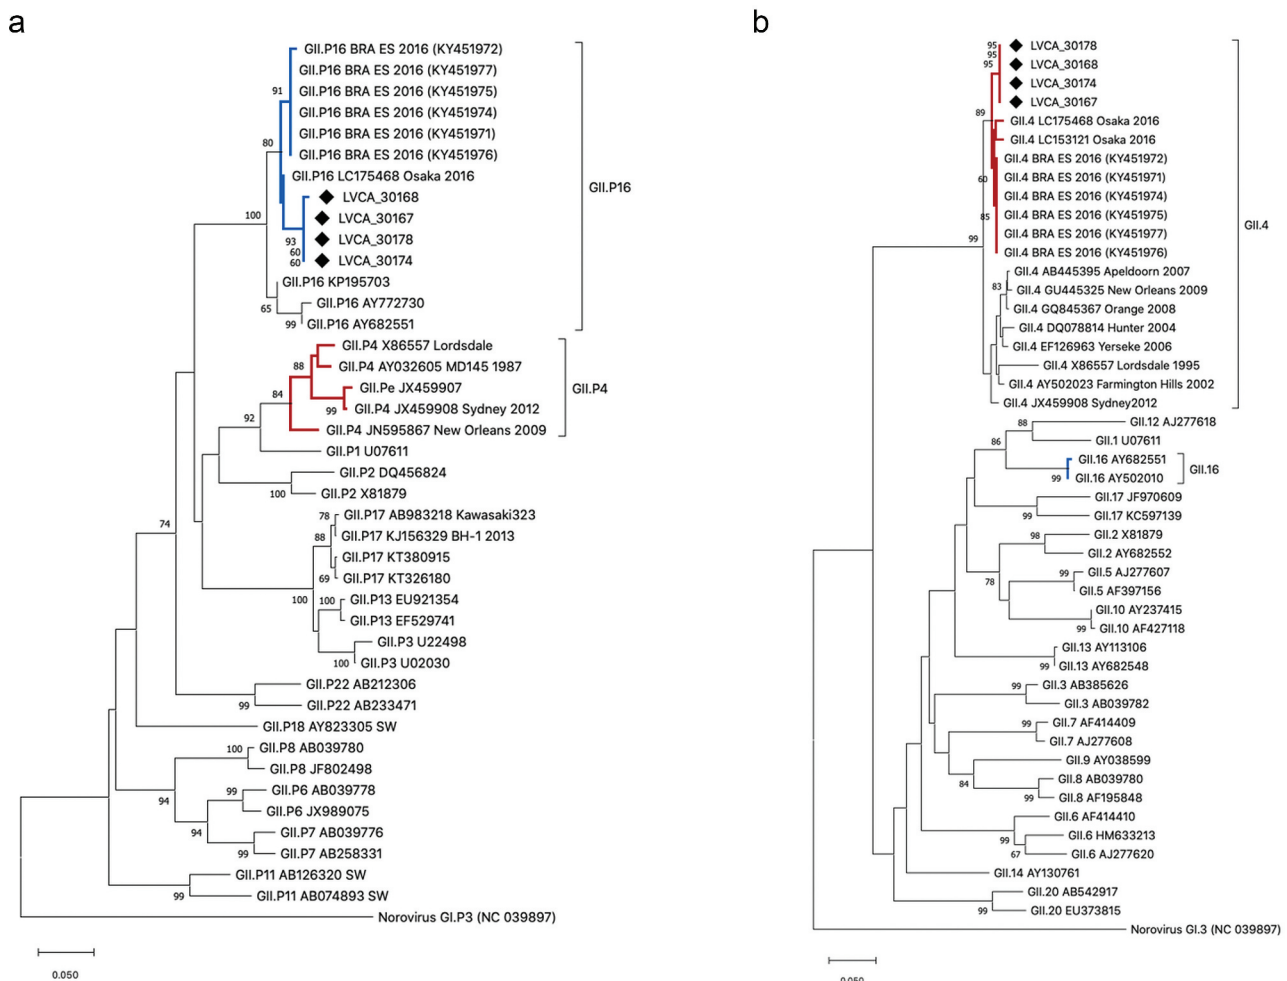 a
GII.P16 BRA ES 2016 (KY451972)
GII.P16 BRA ES 2016 (KY451977)
91
GII.P16 BRA ES 2016 (KY451975)
GII.P16 BRA ES 2016 (KY451974)
GII.P16 BRA ES 2016 (KY451971)
80
GII.P16 BRA ES 2016 (KY451976)
GII.P16 LC175468 Osaka 2016
GII.P16
LVCA_30168
100
LVCA_30167
93
LVCA_30178
60
60
LVCA_30174
GII.P16 KP195703
65
GII.P16 AY772730
99
GII.P16 AY682551
GII.P4 X86557 Lordsdale
88
GII.P4 AY032605 MD145 1987
GII.P4
84
GII.Pe JX459907
99
GII.P4 JX459908 Sydney 2012
92
GII.P4 JN595867 New Orleans 2009
GII.P1 U07611
GII.P2 DQ456824
100
GII.P2 X81879
78
GII.P17 AB983218 Kawasaki323
74
88
GII.P17 KJ156329 BH-1 2013
GII.P17 KT380915
69
GII.P17 KT326180
100
100
GII.P13 EU921354
GII.P13 EF529741
GII.P3 U22498
100
GII.P3 U02030
GII.P22 AB212306
99
GII.P22 AB233471
GII.P18 AY823305 SW
100
GII.P8 AB039780
GII.P8 JF802498
94
99
GII.P6 AB039778
GII.P6 JX989075
94
GII.P7 AB039776
99
GII.P7 AB258331
GII.P11 AB126320 SW
99
GII.P11 AB074893 SW
Norovirus GI.P3 (NC 039897)
0.050
b
95
LVCA_30178
95
95
LVCA_30168
LVCA_30174
LVCA_30167
89
GII.4 LC175468 Osaka 2016
GII.4 LC153121 Osaka 2016
GII.4 BRA ES 2016 (KY451972)
60
GII.4 BRA ES 2016 (KY451971)
GII.4 BRA ES 2016 (KY451974)
85
GII.4 BRA ES 2016 (KY451975)
GII.4
99
GII.4 BRA ES 2016 (KY451977)
GII.4 BRA ES 2016 (KY451976)
GII.4 AB445395 Apeldoorn 2007
83
GII.4 GU445325 New Orleans 2009
GII.4 GQ845367 Orange 2008
GII.4 DQ078814 Hunter 2004
GII.4 EF126963 Yerseke 2006
GII.4 X86557 Lordsdale 1995
GII.4 AY502023 Farmington Hills 2002
GII.4 JX459908 Sydney2012
88
GII.12 AJ277618
86
GII.1 U07611
GII.16 AY682551
GII.16
99
GII.16 AY502010
GII.17 JF970609
99
GII.17 KC597139
98
GII.2 X81879
GII.2 AY682552
78
99
GII.5 AJ277607
GII.5 AF397156
GII.10 AY237415
99
GII.10 AF427118
GII.13 AY113106
99
GII.13 AY682548
99
GII.3 AB385626
GII.3 AB039782
99
GII.7 AF414409
GII.7 AJ277608
GII.9 AY038599
84
GII.8 AB039780
99
GII.8 AF195848
GII.6 AF414410
99
GII.6 HM633213
67
GII.6 AJ277620
GII.14 AY130761
GII.20 AB542917
99
GII.20 EU373815
Norovirus GI.3 (NC 039897)